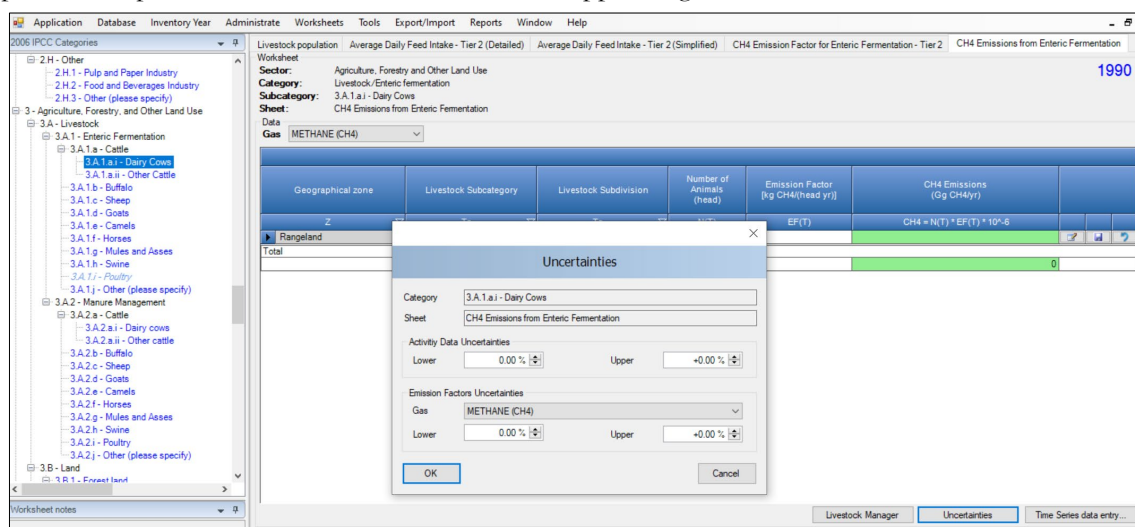 Application Database Inventory Year Administrate Worksheets Tools Export/Import Reports Window Help
2006 IPCC Categories
2.H - Other
2.H.1 - Pulp and Paper Industry
2.H.2 - Food and Beverages Industry
2.H.3 - Other (please specify)
3 - Agriculture, Forestry, and Other Land Use
3.A - Livestock
3.A.1 - Enteric Fermentation
3.A.1.a - Cattle
3.A.1.a.i - Dairy Cows
3.A.1.a.ii - Other Cattle
3.A.1.b - Buffalo
3.A.1.c - Sheep
3.A.1.d - Goats
3.A.1.e - Camels
3.A.1.f - Horses
3.A.1.g - Mules and Asses
3.A.1.h - Swine
3.A.1.i - Poultry
3.A.1.j - Other (please specify)
3.A.2 - Manure Management
3.A.2.a - Cattle
3.A.2.a.i - Dairy cows
3.A.2.a.ii - Other cattle
3.A.2.b - Buffalo
3.A.2.c - Sheep
3.A.2.d - Goats
3.A.2.e - Camels
3.A.2.f - Horses
3.A.2.g - Mules and Asses
3.A.2.h - Swine
3.A.2.i - Poultry
3.A.2.j - Other (please specify)
3.B - Land
3.B.1 - Forest land
Worksheet notes
Livestock population Average Daily Feed Intake - Tier 2 (Detailed) Average Daily Feed Intake - Tier 2 (Simplified) CH4 Emission Factor for Enteric Fermentation - Tier 2 CH4 Emissions from Enteric Fermentation
Worksheet
Sector: Agriculture, Forestry and Other Land Use 1990
Category: Livestock/Enteric fermentation
Subcategory: 3.A.1.a.i - Dairy Cows
Sheet: CH4 Emissions from Enteric Fermentation
Data
Gas METHANE (CH4)
Geographical zone Livestock Subcategory Livestock Subdivision Number of Animals (head) Emission Factor [kg CH4/(head yr)] CH4 Emissions (Gg CH4/yr)
Z EF(T) CH4 = N(T) * EF(T) * 10^-6
Rangeland
Total
0
Uncertainties
Category 3.A.1.a.i - Dairy Cows
Sheet CH4 Emissions from Enteric Fermentation
Activitiy Data Uncertainties
Lower 0.00 % Upper +0.00 %
Emission Factors Uncertainties
Gas METHANE (CH4)
Lower 0.00 % Upper +0.00 %
OK Cancel
Livestock Manager Uncertainties Time Series data entry...